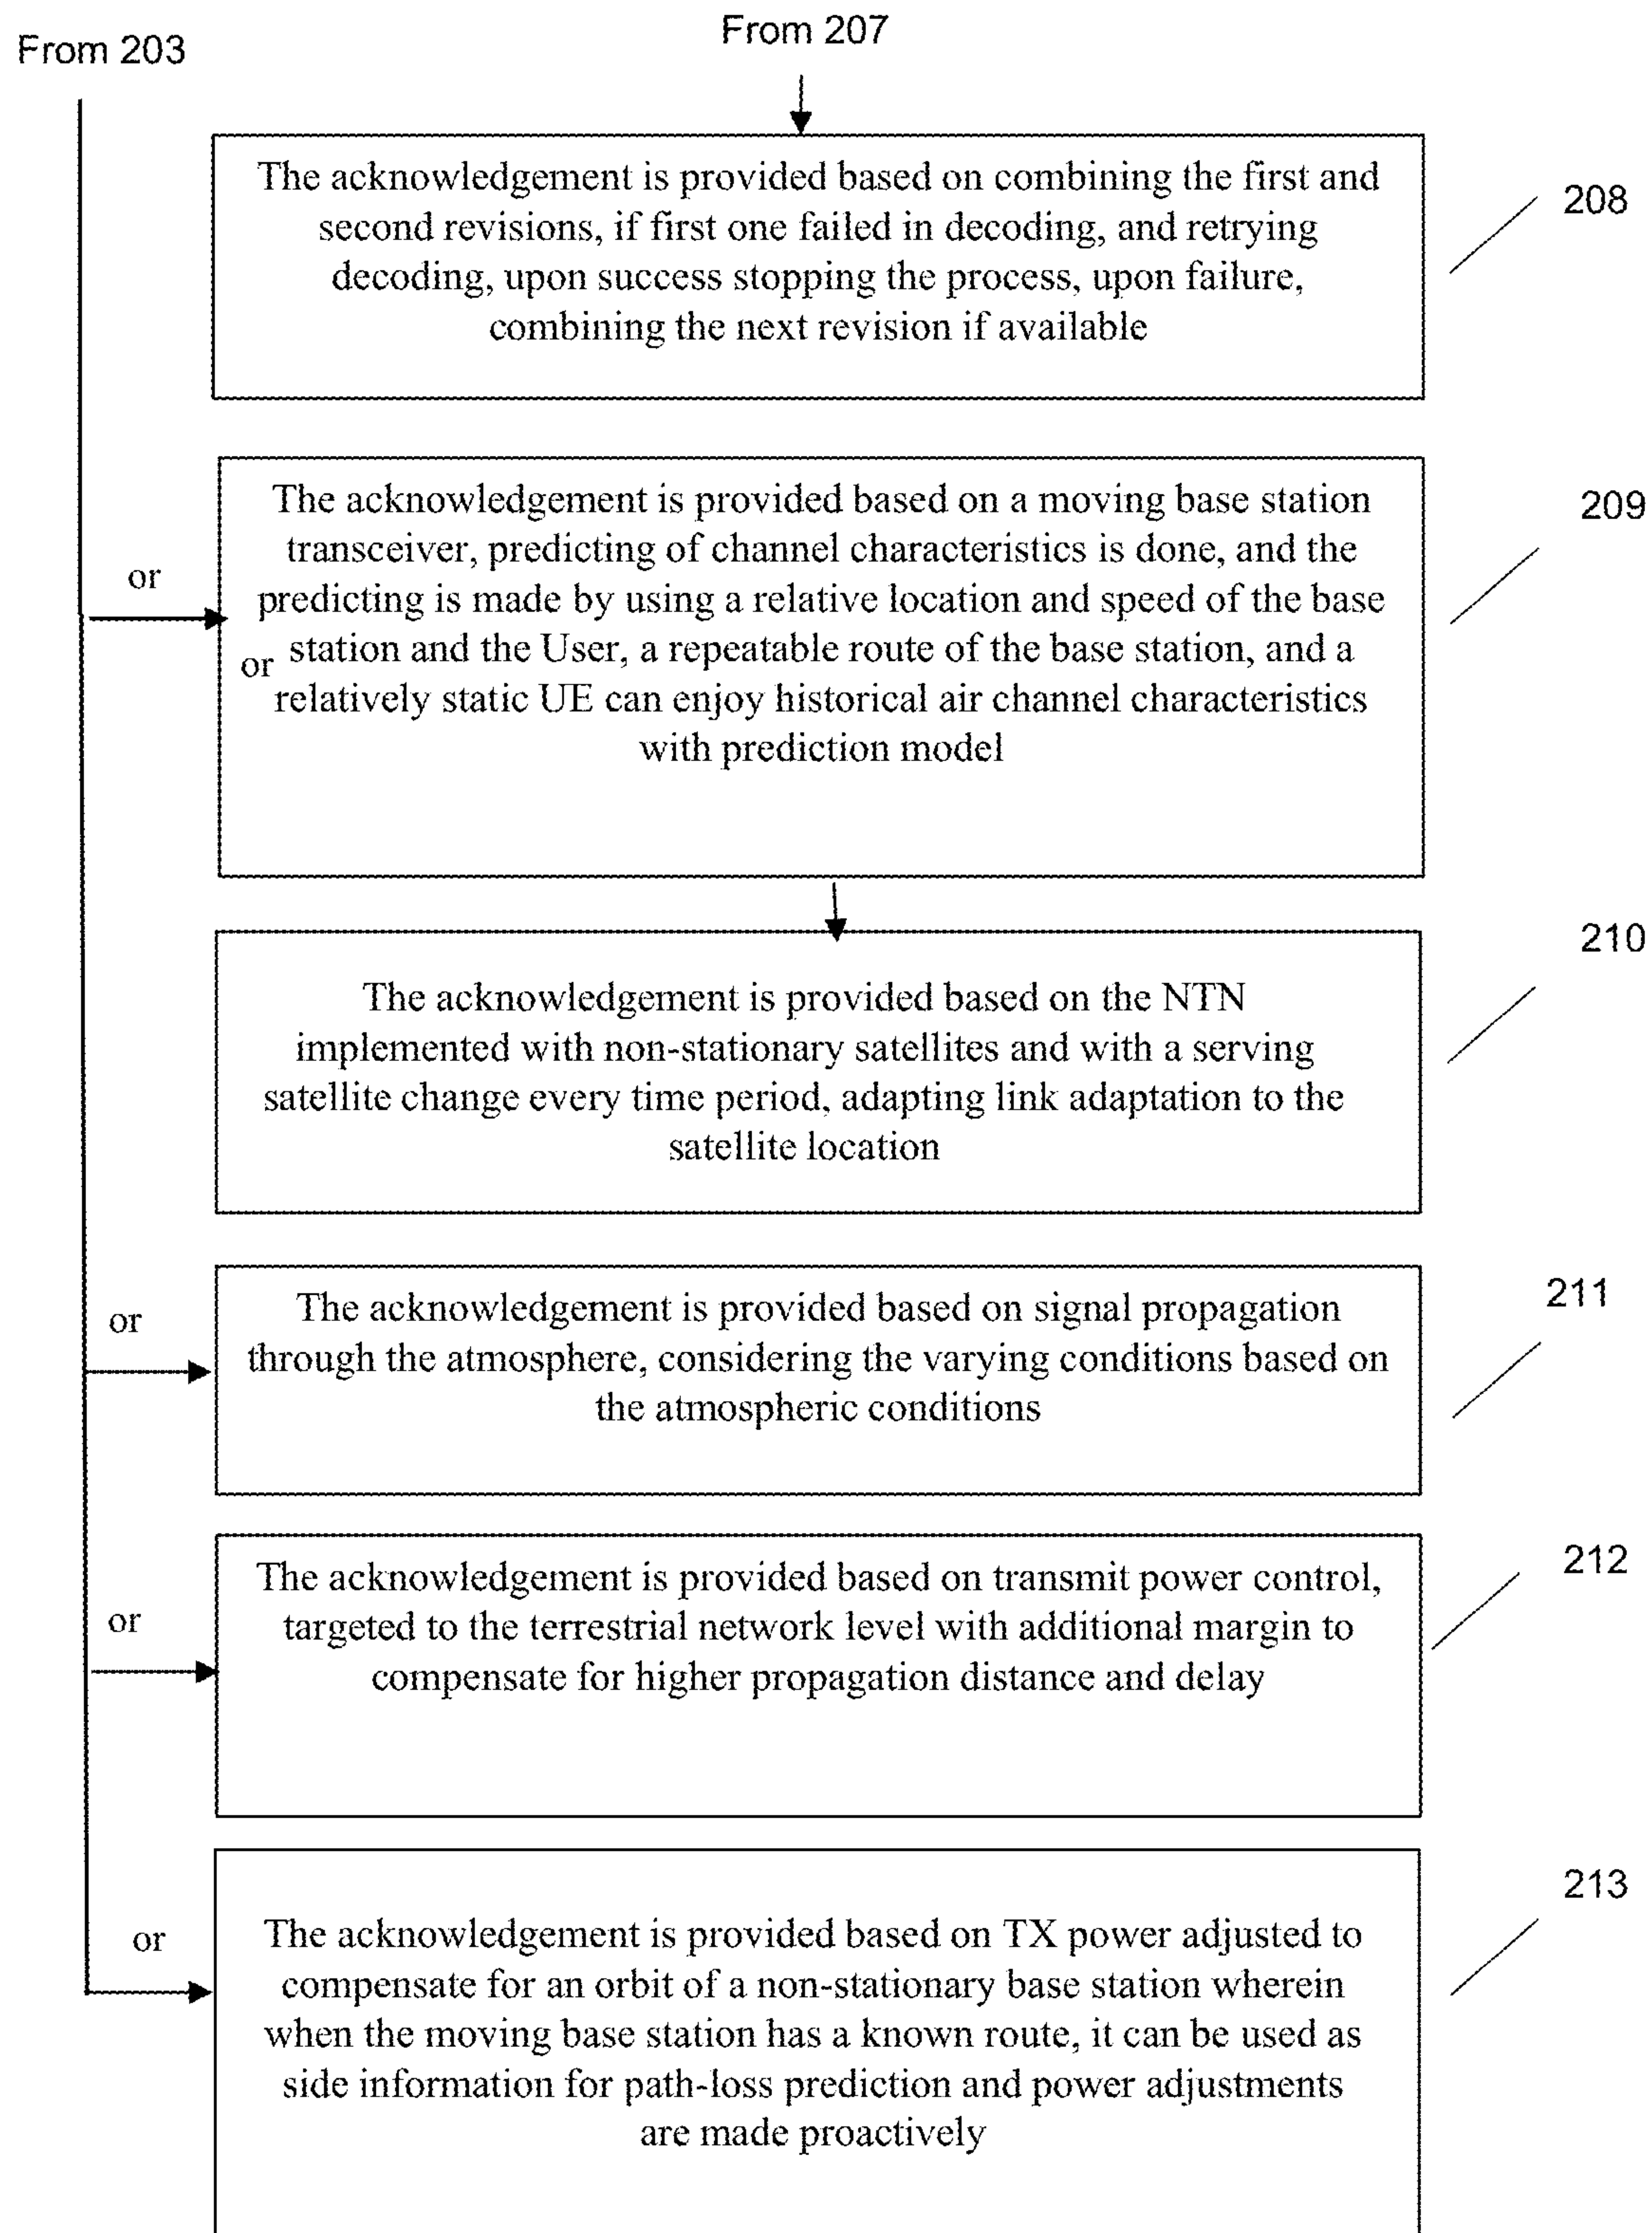 From 203
From 207
The acknowledgement is provided based on combining the first and
second revisions, if first one failed in decoding, and retrying
decoding, upon success stopping the process, upon failure,
combining the next revision if available
208
The acknowledgement is provided based on a moving base station
transceiver, predicting of channel characteristics is done, and the
predicting is made by using a relative location and speed of the base
station and the User, a repeatable route of the base station, and a
relatively static UE can enjoy historical air channel characteristics
with prediction model
209
or
or
The acknowledgement is provided based on the NTN
implemented with non-stationary satellites and with a serving
satellite change every time period, adapting link adaptation to the
satellite location
210
The acknowledgement is provided based on signal propagation
through the atmosphere, considering the varying conditions based on
the atmospheric conditions
211
or
The acknowledgement is provided based on transmit power control,
targeted to the terrestrial network level with additional margin to
compensate for higher propagation distance and delay
212
or
The acknowledgement is provided based on TX power adjusted to
compensate for an orbit of a non-stationary base station wherein
when the moving base station has a known route, it can be used as
side information for path-loss prediction and power adjustments
are made proactively
213
or